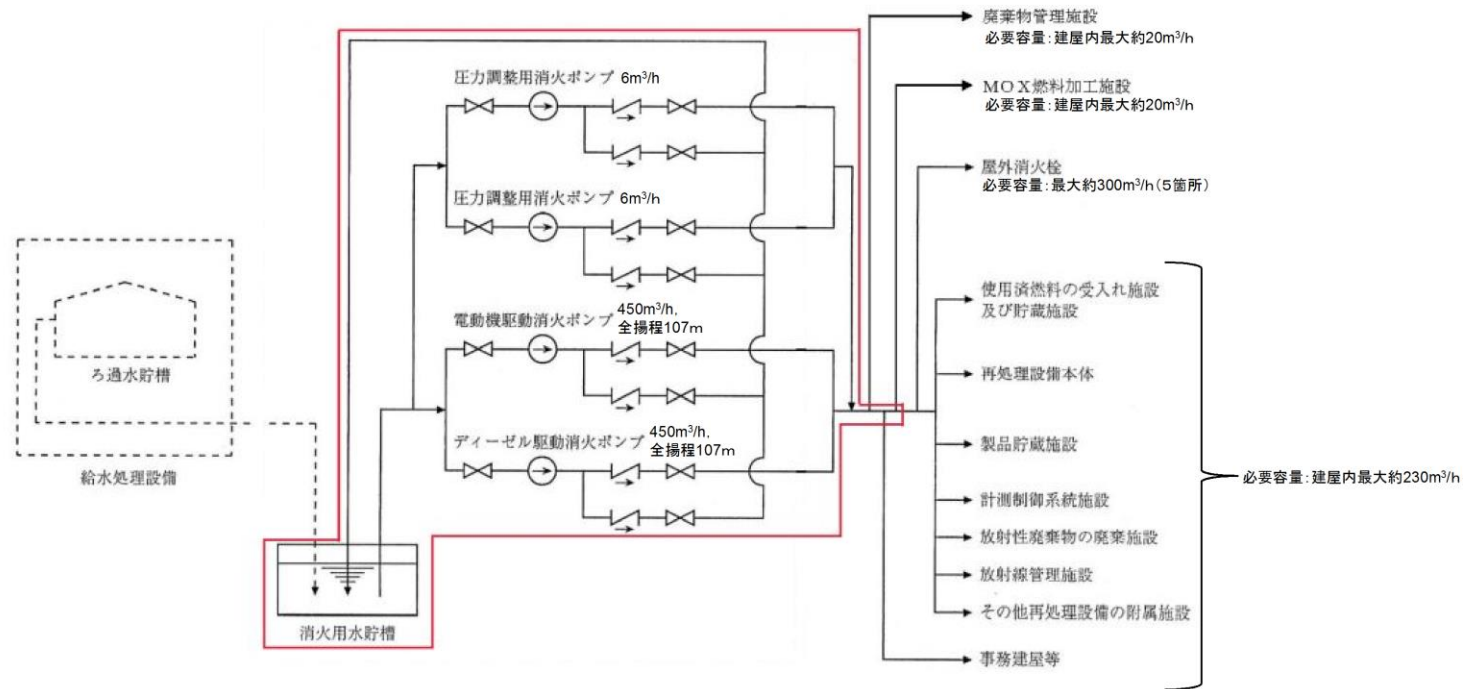 廃棄物管理施設
必要容量:建屋内最大約20m³/h
MOX燃料加工施設
必要容量:建屋内最大約20m³/h
屋外消火栓
必要容量:最大約300m³/h(5箇所)
圧力調整用消火ポンプ 6m³/h
圧力調整用消火ポンプ 6m³/h
電動機駆動消火ポンプ
450m³/h,
全揚程107m
ディーゼル駆動消火ポンプ
450m³/h,
全揚程107m
ろ過水貯槽
給水処理設備
消火用水貯槽
使用済燃料の受入れ施設
及び貯蔵施設
再処理設備本体
製品貯蔵施設
計測制御系統施設
放射性廃棄物の廃棄施設
放射線管理施設
その他再処理設備の附属施設
事務建屋等
必要容量:建屋内最大約230m³/h